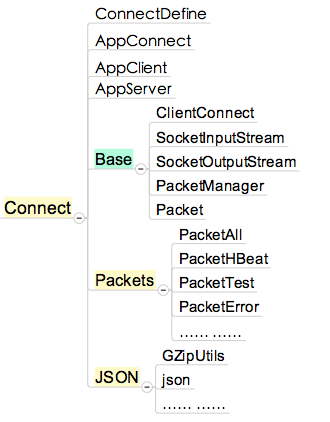 ConnectDefine
AppConnect
AppClient
AppServer
ClientConnect
SocketInputStream
Base
SocketOutputStream
PacketManager
Connect
Packet
PacketAll
PacketHBeat
Packets
PacketTest
PacketError
...... ......
GZipUtils
JSON
json
...... ......